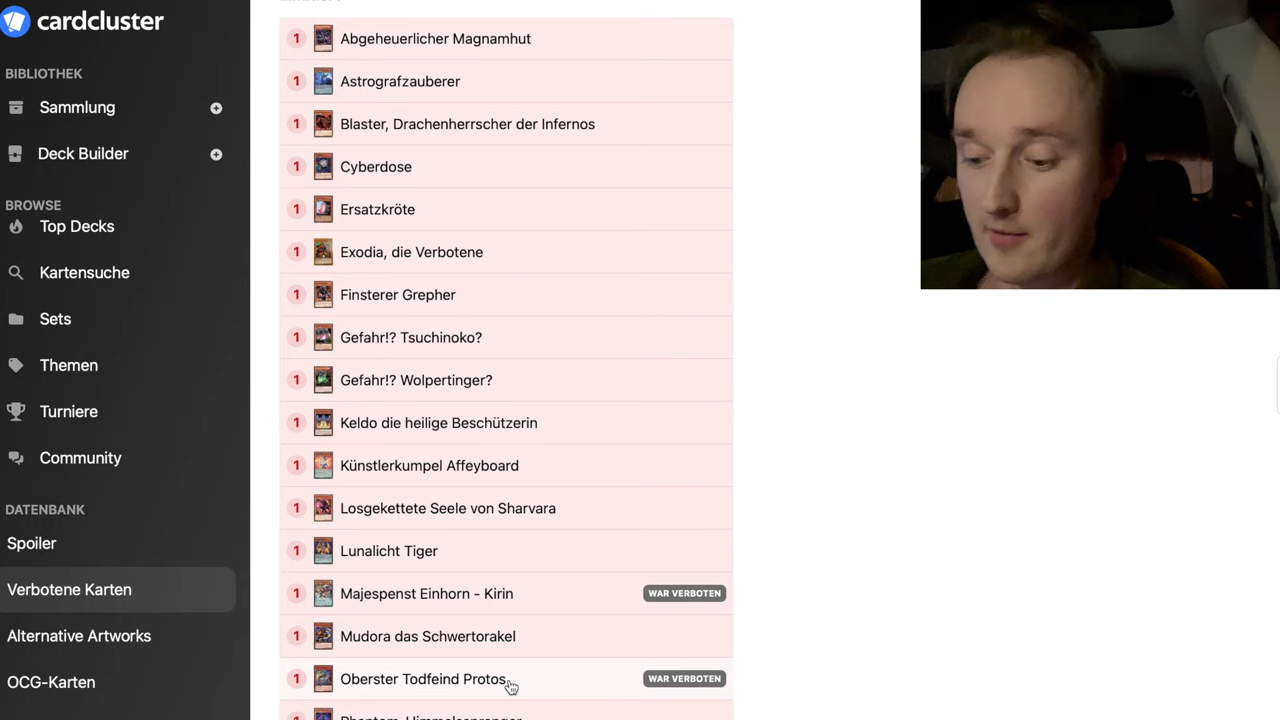 cardcluster
BIBLIOTHEK
Sammlung
Deck Builder
BROWSE
Top Decks
Kartensuche
Sets
Themen
Turniere
Community
DATENBANK
Spoiler
Verbotene Karten
Alternative Artworks
OCG-Karten
1 Abgeheuerlicher Magnamhut
1 Astrografzauberer
1 Blaster, Drachenherrscher der Infernos
1 Cyberdose
1 Ersatzkröte
1 Exodia, die Verbotene
1 Finsterer Grepher
1 Gefahr!? Tsuchinoko?
1 Gefahr!? Wolpertinger?
1 Keldo die heilige Beschützerin
1 Künstlerkumpel Affeyboard
1 Losgekettete Seele von Sharvara
1 Lunalicht Tiger
1 Majespenst Einhorn - Kirin WAR VERBOTEN
1 Mudora das Schwertorakel
1 Oberster Todfeind Protos WAR VERBOTEN